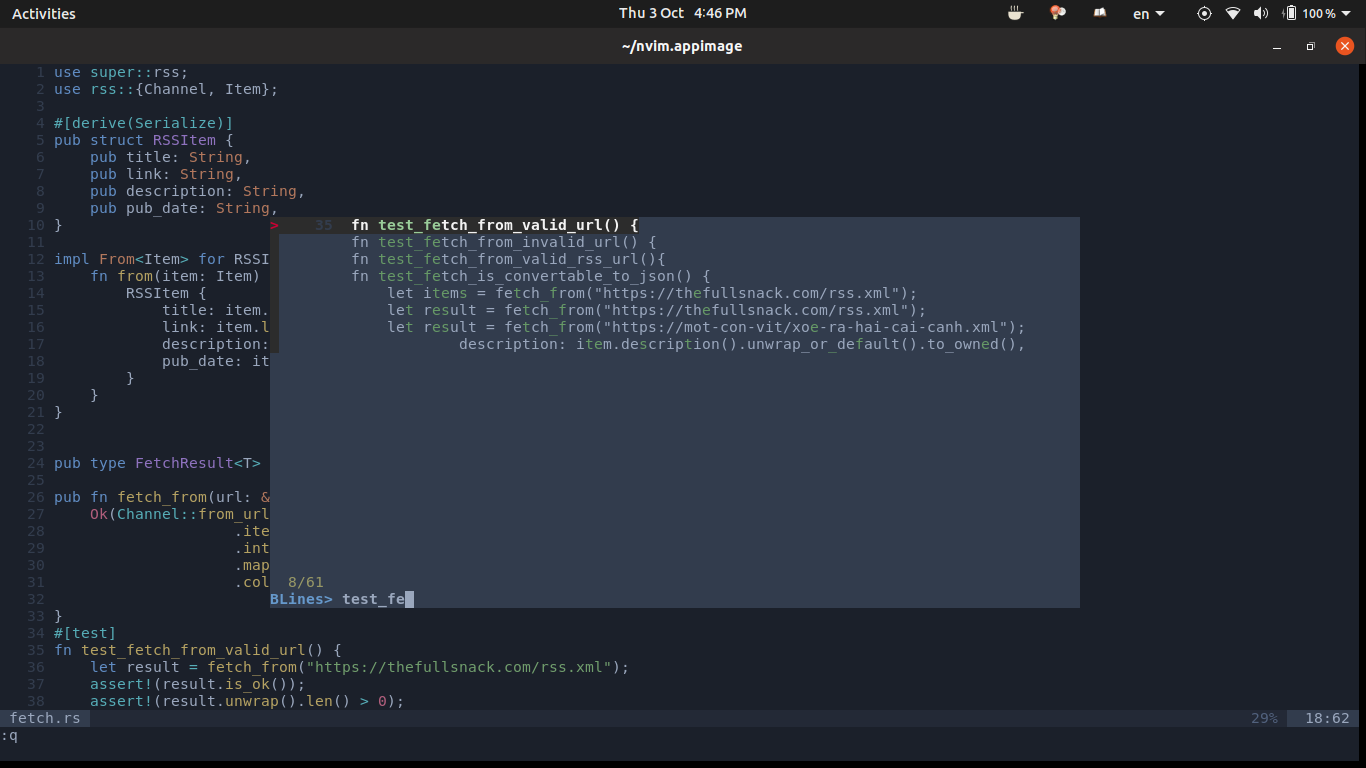 Activities
Thu 3 Oct 4:46 PM
en
100 %
~/nvim.appimage
1 use super::rss;
2 use rss::{Channel, Item};
3
4 #[derive(Serialize)]
5 pub struct RSSItem {
6     pub title: String,
7     pub link: String,
8     pub description: String,
9     pub pub_date: String,
10 }
11
12 impl From<Item> for RSSI
13     fn from(item: Item)
14         RSSItem {
15             title: item.
16             link: item.l
17             description:
18             pub_date: it
19         }
20     }
21 }
22
23
24 pub type FetchResult<T>
25
26 pub fn fetch_from(url: &
27     Ok(Channel::from_url
28                     .ite
29                     .int
30                     .map
31                     .col
32
33 }
34 #[test]
35 fn test_fetch_from_valid_url() {
36     let result = fetch_from("https://thefullsnack.com/rss.xml");
37     assert!(result.is_ok());
38     assert!(result.unwrap().len() > 0);
> 35 fn test_fetch_from_valid_url() {
fn test_fetch_from_invalid_url() {
fn test_fetch_from_valid_rss_url(){
fn test_fetch_is_convertable_to_json() {
let items = fetch_from("https://thefullsnack.com/rss.xml");
let result = fetch_from("https://thefullsnack.com/rss.xml");
let result = fetch_from("https://mot-con-vit/xoe-ra-hai-cai-canh.xml");
description: item.description().unwrap_or_default().to_owned(),
8/61
BLines> test_fe
fetch.rs
29% 18:62
:q